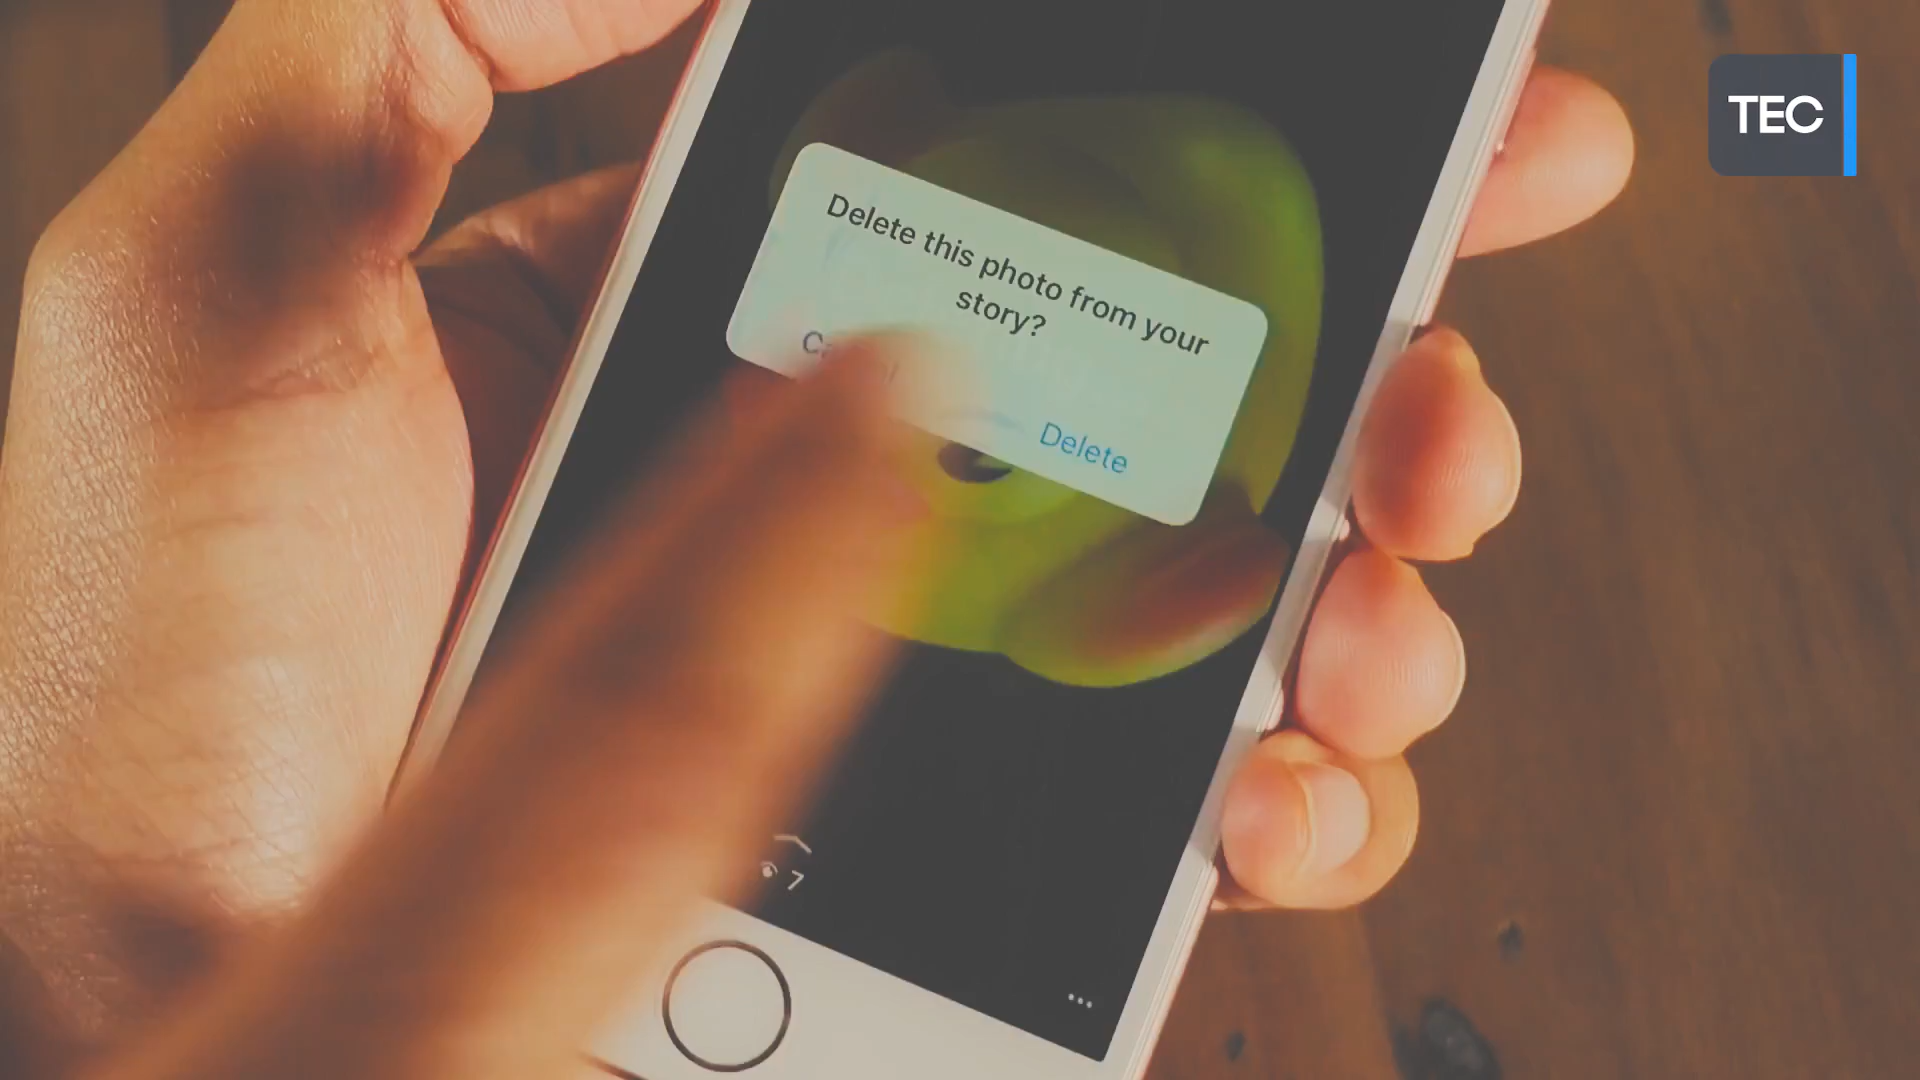 TEC
Delete this photo from your
story?
Delete
7